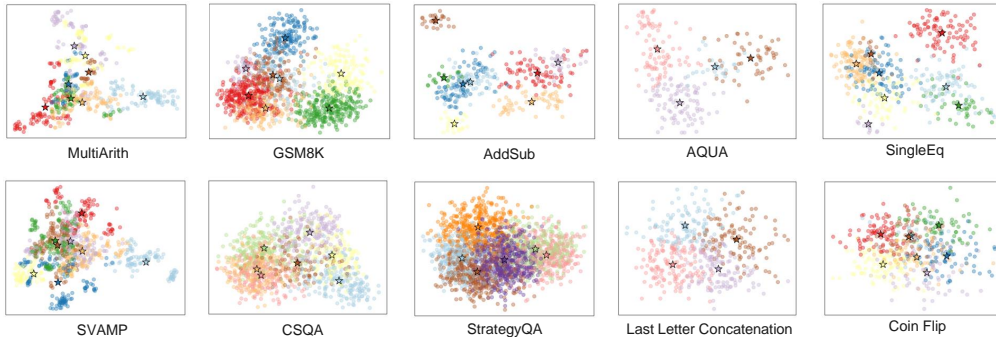 MultiArith
GSM8K
AddSub
AQUA
SingleEq
SVAMP
CSQA
StrategyQA
Last Letter Concatenation
Coin Flip